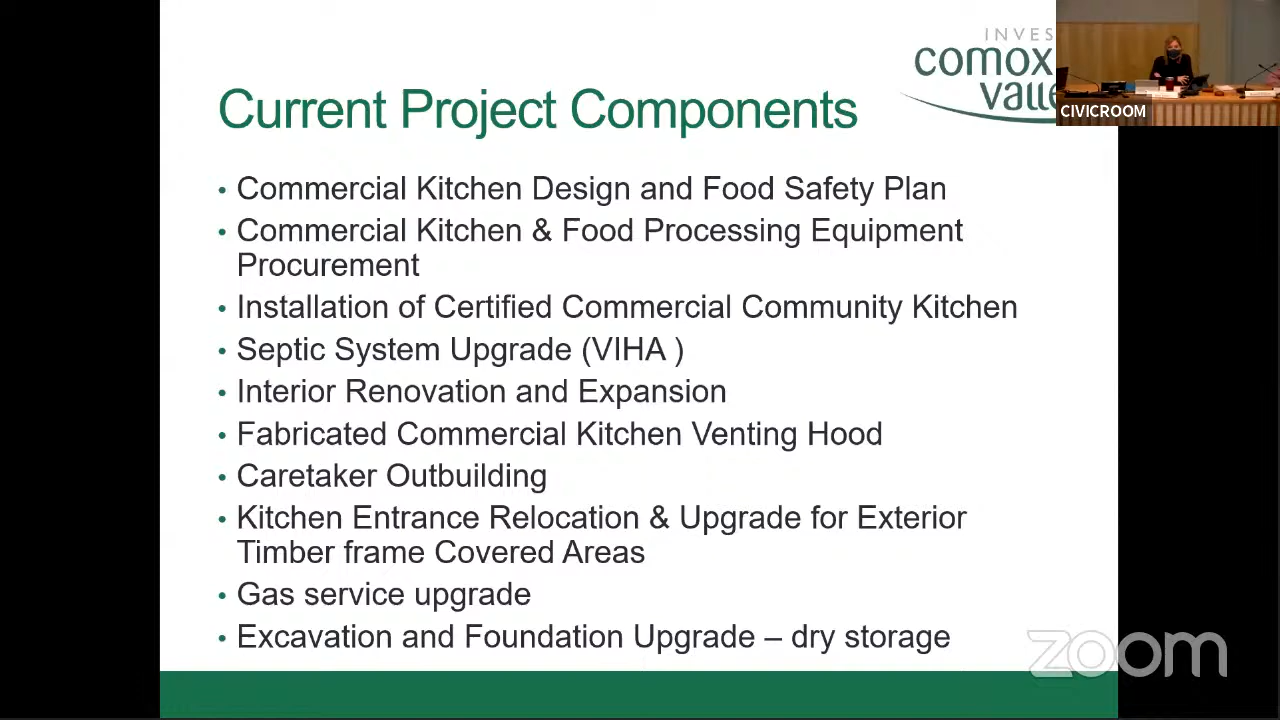 INVES
comox
valle
CIVICROOM
Current Project Components
• Commercial Kitchen Design and Food Safety Plan
• Commercial Kitchen & Food Processing Equipment
Procurement
• Installation of Certified Commercial Community Kitchen
• Septic System Upgrade (VIHA )
• Interior Renovation and Expansion
• Fabricated Commercial Kitchen Venting Hood
• Caretaker Outbuilding
• Kitchen Entrance Relocation & Upgrade for Exterior
Timber frame Covered Areas
• Gas service upgrade
• Excavation and Foundation Upgrade – dry storage
zoom